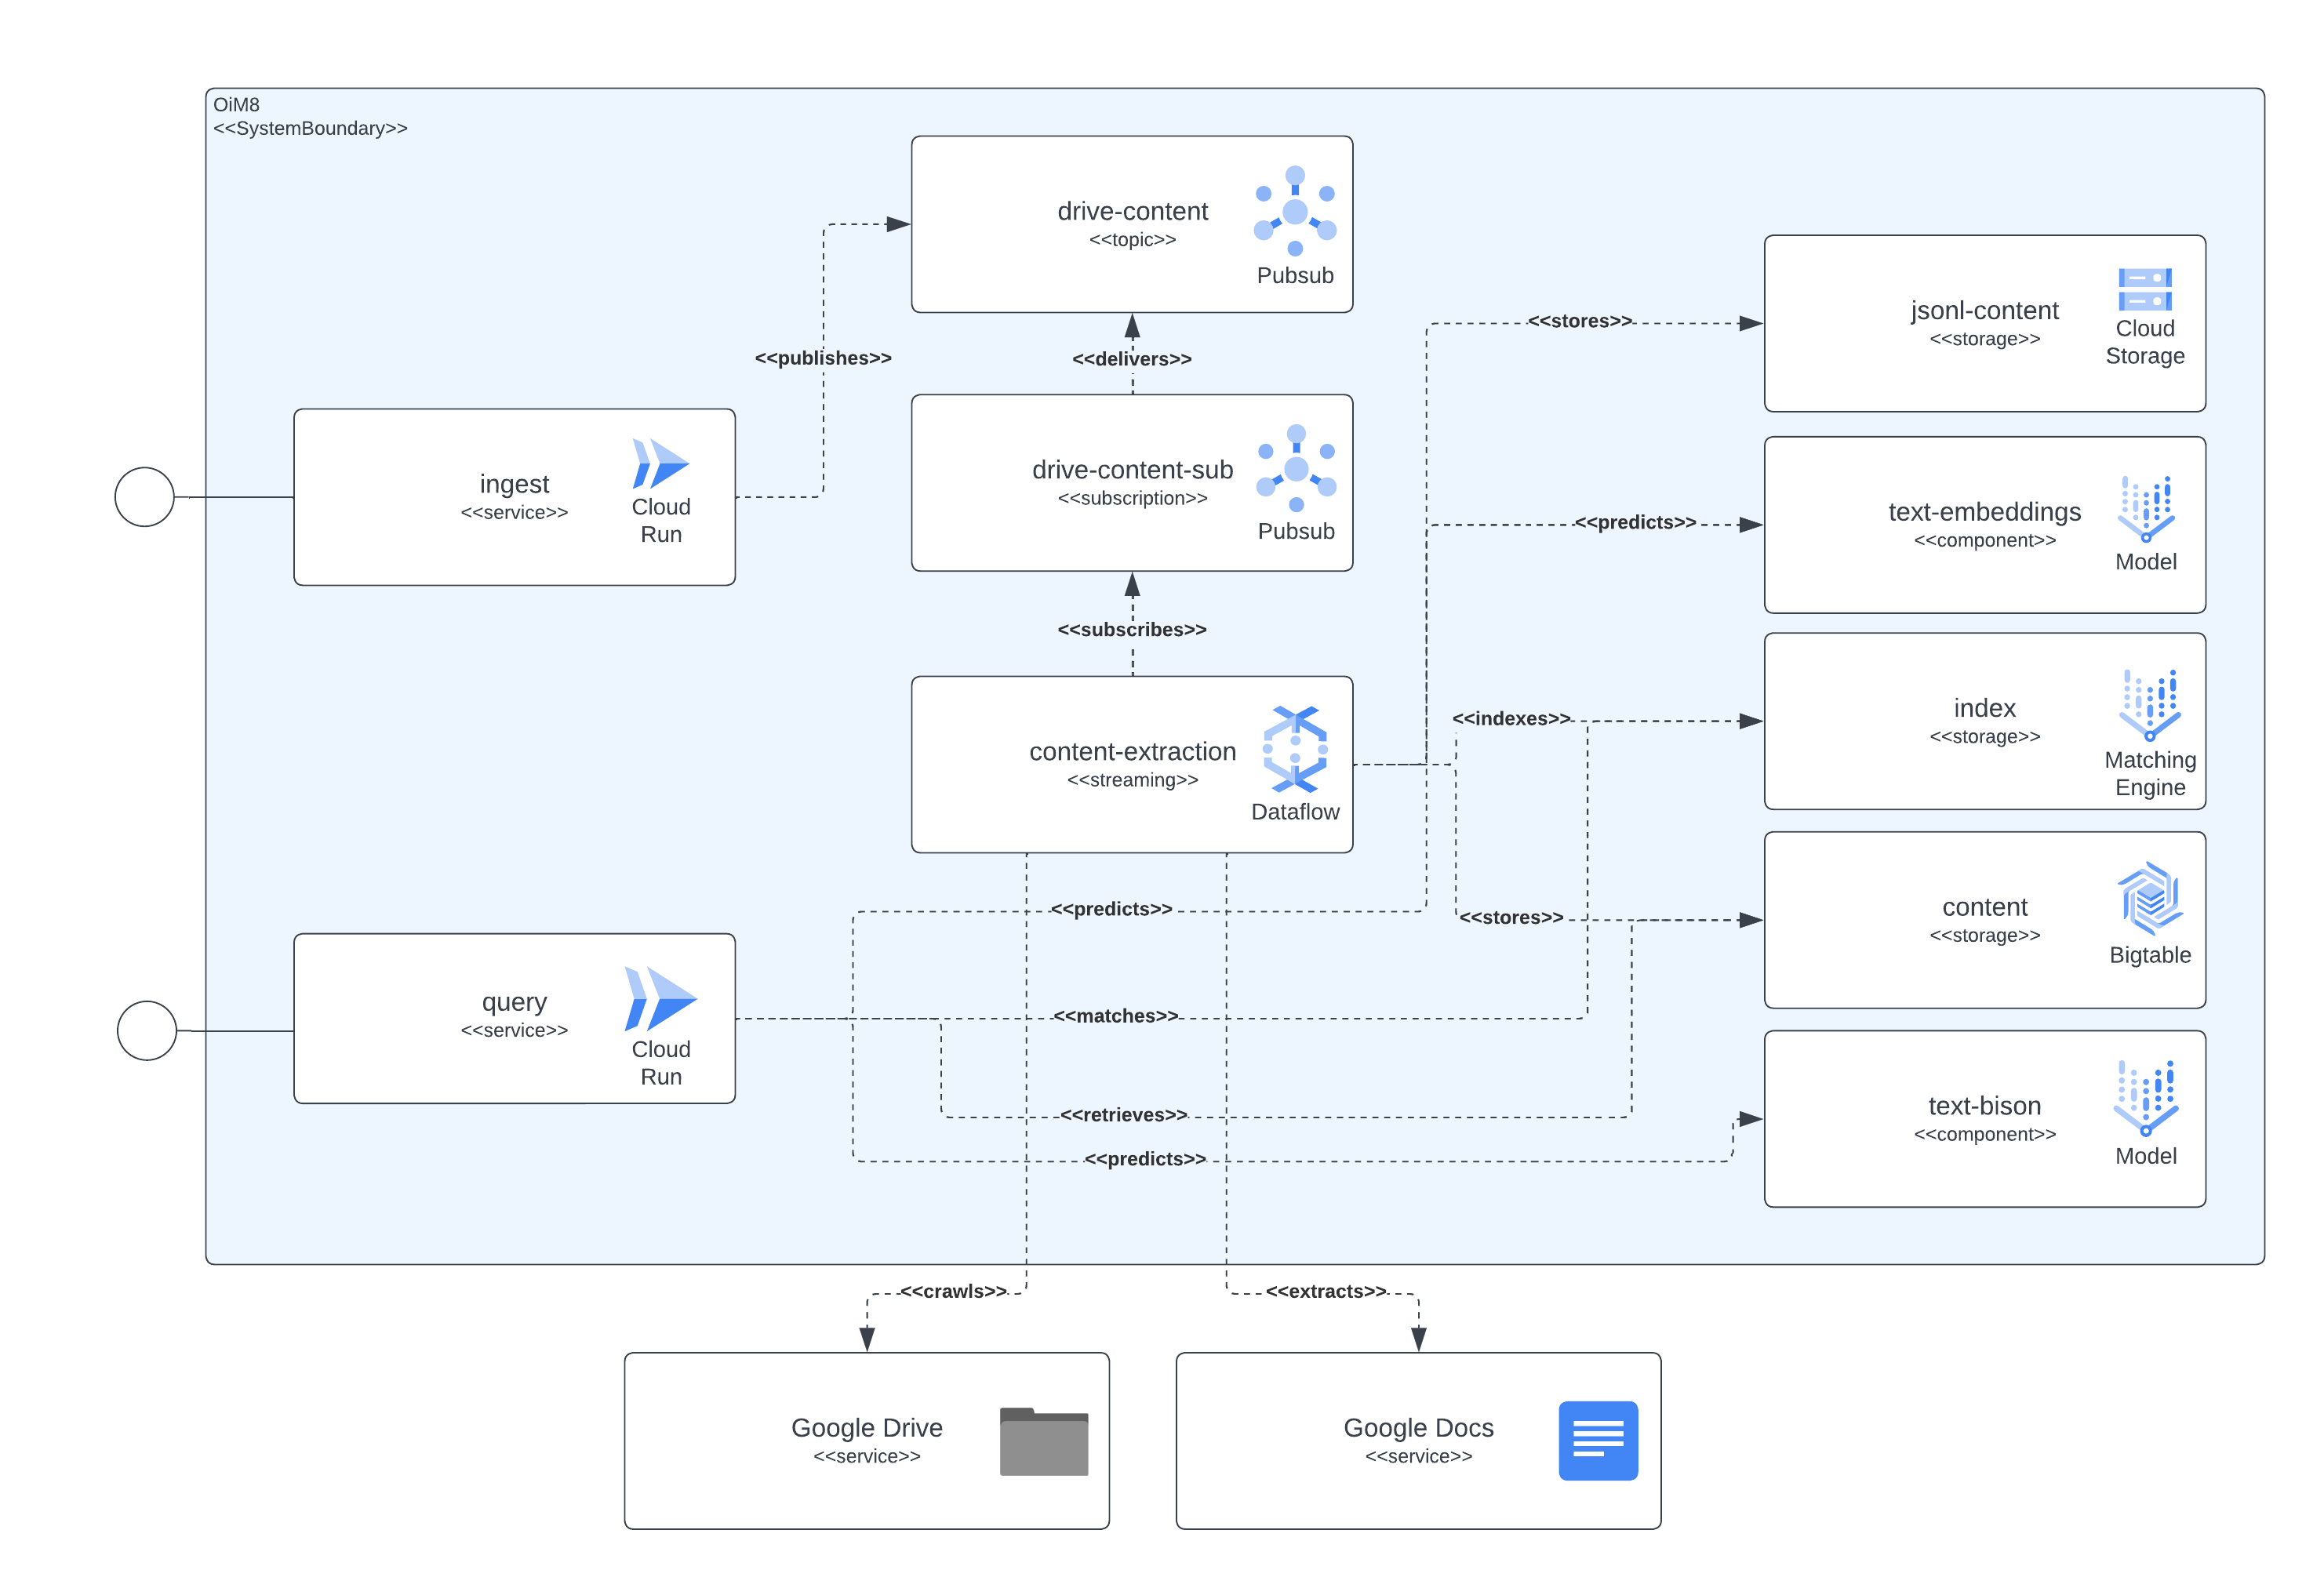 OiM8
<<SystemBoundary>>
drive-content
<<topic>>
Pubsub
<<publishes>>
<<delivers>>
drive-content-sub
<<subscription>>
Pubsub
ingest
<<service>>
Cloud
Run
<<subscribes>>
content-extraction
<<streaming>>
Dataflow
<<stores>>
jsonl-content
<<storage>>
Cloud
Storage
<<predicts>>
text-embeddings
<<component>>
Model
<<indexes>>
index
<<storage>>
Matching
Engine
<<stores>>
content
<<storage>>
Bigtable
<<predicts>>
query
<<service>>
Cloud
Run
<<matches>>
<<retrieves>>
<<predicts>>
text-bison
<<component>>
Model
<<crawls>>
<<extracts>>
Google Drive
<<service>>
Google Docs
<<service>>